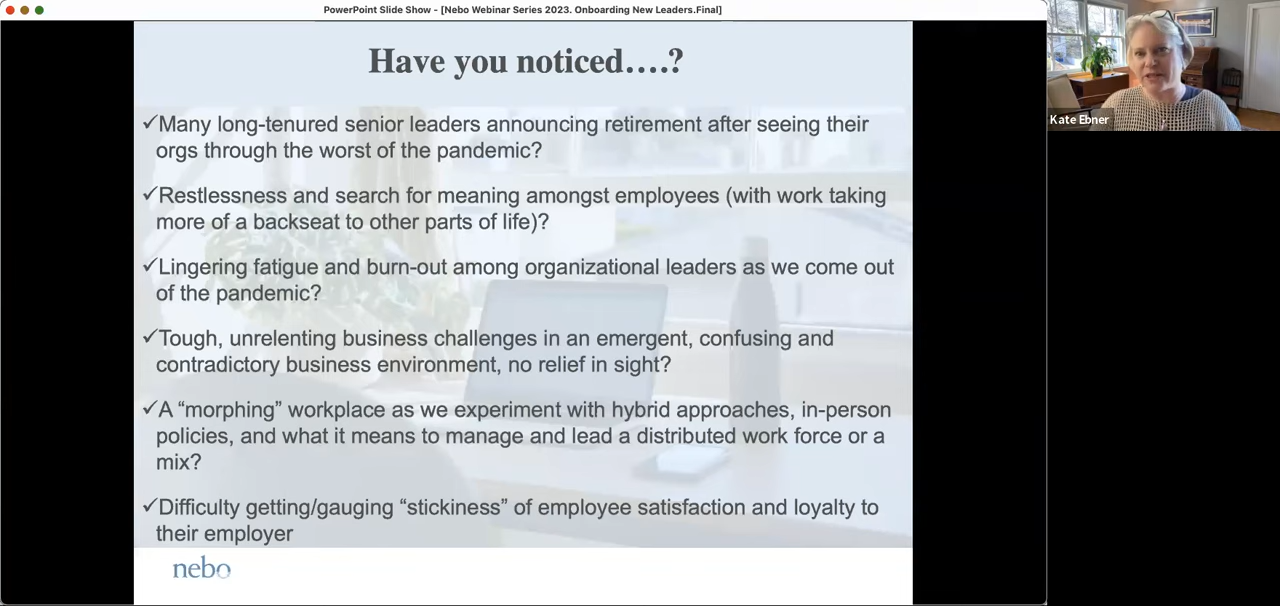 PowerPoint Slide Show - [Nebo Webinar Series 2023. Onboarding New Leaders.Final]
Have you noticed….?
✓Many long-tenured senior leaders announcing retirement after seeing their
orgs through the worst of the pandemic?
✓Restlessness and search for meaning amongst employees (with work taking
more of a backseat to other parts of life)?
✓Lingering fatigue and burn-out among organizational leaders as we come out
of the pandemic?
✓Tough, unrelenting business challenges in an emergent, confusing and
contradictory business environment, no relief in sight?
✓A “morphing” workplace as we experiment with hybrid approaches, in-person
policies, and what it means to manage and lead a distributed work force or a
mix?
✓Difficulty getting/gauging “stickiness” of employee satisfaction and loyalty to
their employer
nebo
Kate Ebner